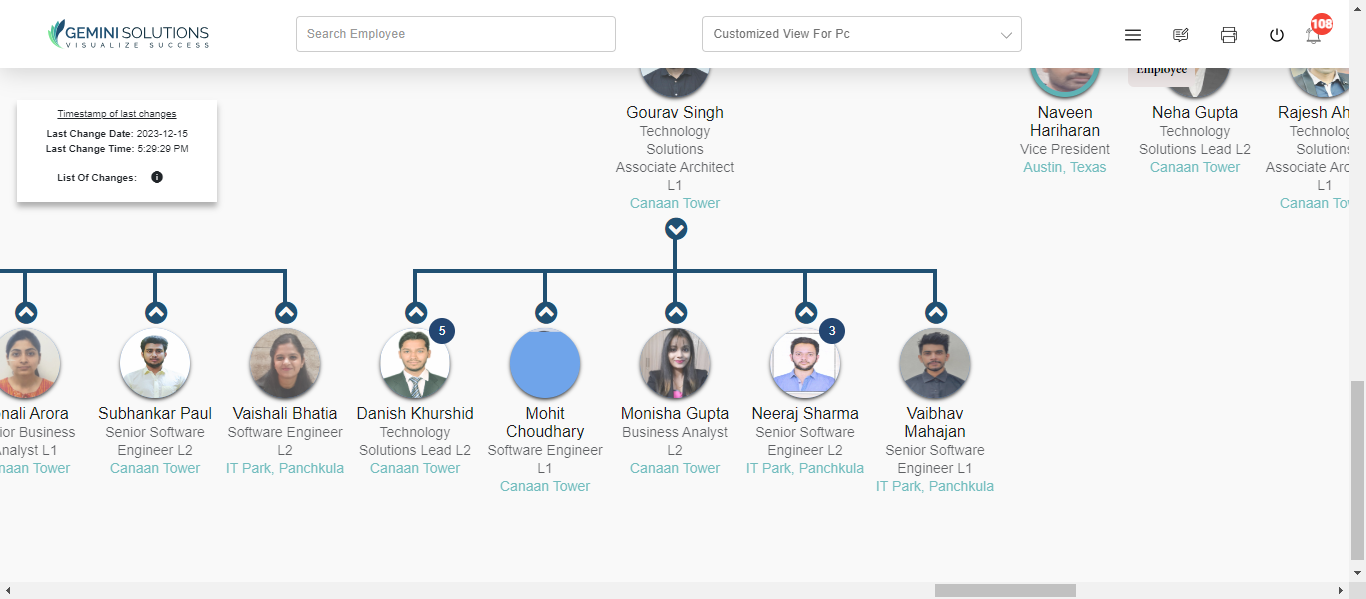 GEMINI SOLUTIONS
VISUALIZE SUCCESS
Search Employee
Customized View For Pc
108
Employee
Timestamp of last changes
Last Change Date: 2023-12-15
Last Change Time: 5:29:29 PM
List Of Changes:
Gourav Singh
Technology
Solutions
Associate Architect
L1
Canaan Tower
Naveen
Hariharan
Vice President
Austin, Texas
Neha Gupta
Technology
Solutions Lead L2
Canaan Tower
Rajesh Ah
Technolo
Solutions
Associate Arc
L1
Canaan To
nali Arora
ior Business
Analyst L1
naan Tower
Subhankar Paul
Senior Software
Engineer L2
Canaan Tower
Vaishali Bhatia
Software Engineer
L2
IT Park, Panchkula
5
Danish Khurshid
Technology
Solutions Lead L2
Canaan Tower
Mohit
Choudhary
Software Engineer
L1
Canaan Tower
Monisha Gupta
Business Analyst
L2
Canaan Tower
3
Neeraj Sharma
Senior Software
Engineer L2
IT Park, Panchkula
Vaibhav
Mahajan
Senior Software
Engineer L1
IT Park, Panchkula